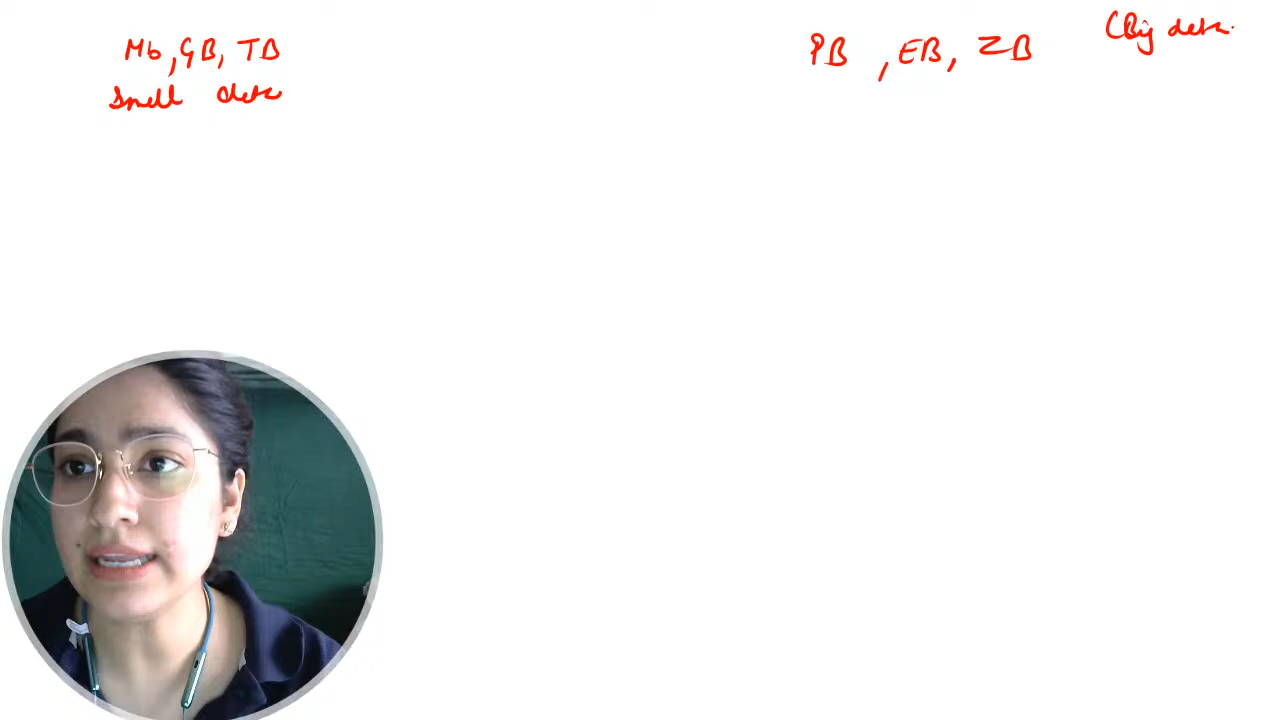 Mb, GB, TB
Small data
PB, EB, ZB
(Big data.